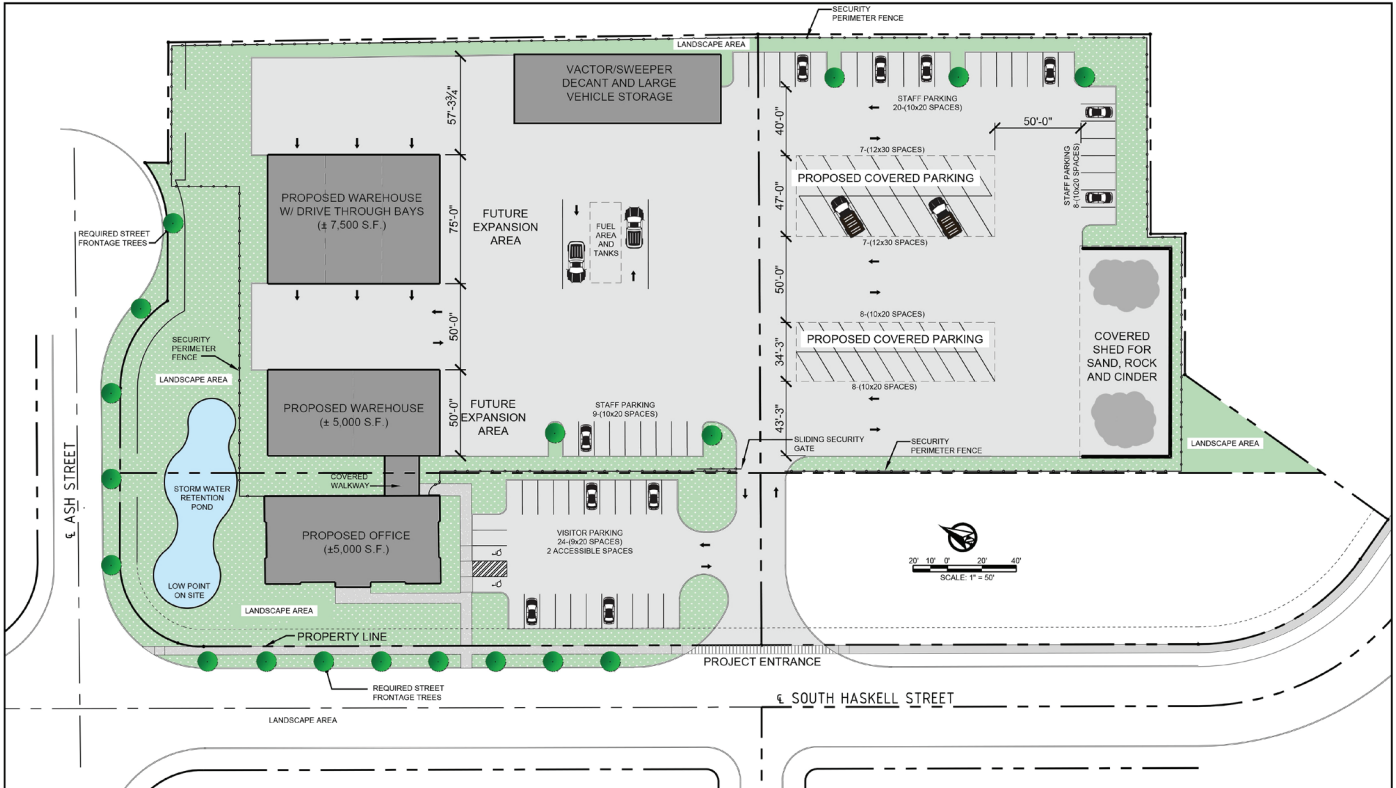 SECURITY
PERIMETER FENCE
LANDSCAPE AREA
VACTOR/SWEEPER
DECANT AND LARGE
VEHICLE STORAGE
57'-3¾"
40'-0"
STAFF PARKING
20-(10x20 SPACES)
50'-0"
7-(12x30 SPACES)
PROPOSED COVERED PARKING
47'-0"
7-(12x30 SPACES)
STAFF PARKING
8-(10x20 SPACES)
PROPOSED WAREHOUSE
W/ DRIVE THROUGH BAYS
(± 7,500 S.F.)
75'-0"
FUTURE
EXPANSION
AREA
FUEL
AREA
AND
TANKS
REQUIRED STREET
FRONTAGE TREES
50'-0"
50'-0"
8-(10x20 SPACES)
PROPOSED COVERED PARKING
34'-3"
8-(10x20 SPACES)
COVERED
SHED FOR
SAND, ROCK
AND CINDER
SECURITY
PERIMETER
FENCE
LANDSCAPE AREA
PROPOSED WAREHOUSE
(± 5,000 S.F.)
50'-0"
FUTURE
EXPANSION
AREA
STAFF PARKING
9-(10x20 SPACES)
43'-3"
SLIDING SECURITY
GATE
SECURITY
PERIMETER FENCE
LANDSCAPE AREA
℄ ASH STREET
STORM WATER
RETENTION
POND
COVERED
WALKWAY
PROPOSED OFFICE
(±5,000 S.F.)
VISITOR PARKING
24-(9x20 SPACES)
2 ACCESSIBLE SPACES
20' 10' 0' 20' 40'
SCALE: 1" = 50'
LOW POINT
ON SITE
LANDSCAPE AREA
PROPERTY LINE
PROJECT ENTRANCE
REQUIRED STREET
FRONTAGE TREES
℄ SOUTH HASKELL STREET
LANDSCAPE AREA